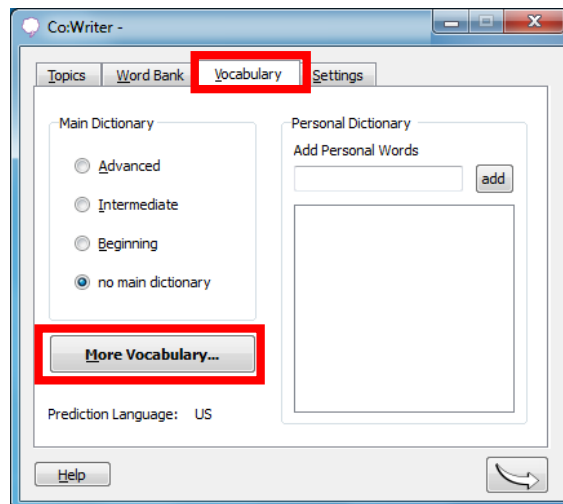 Co:Writer -
Topics Word Bank Vocabulary Settings
Main Dictionary
Advanced
Intermediate
Beginning
no main dictionary
More Vocabulary...
Prediction Language: US
Personal Dictionary
Add Personal Words
add
Help